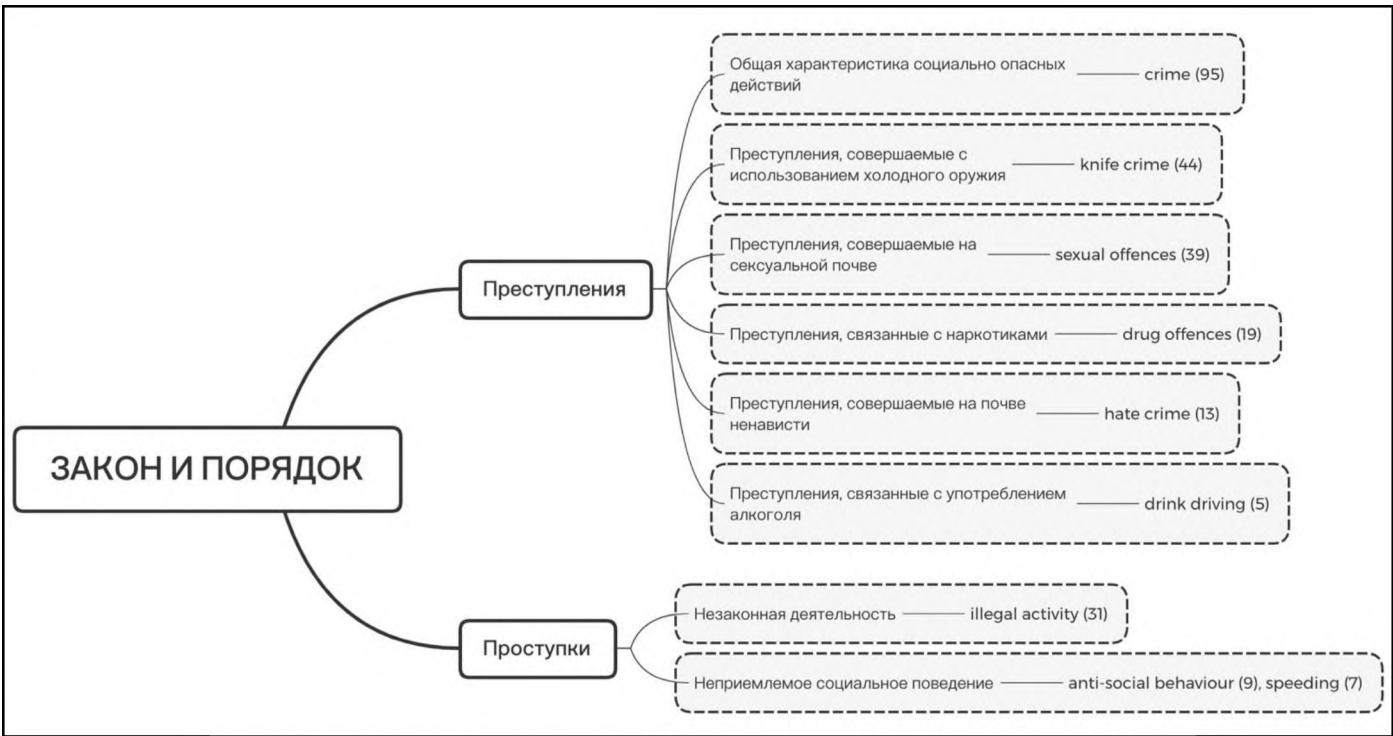 ЗАКОН И ПОРЯДОК
Преступления
Общая характеристика социально опасных
действий
crime (95)
Преступления, совершаемые с
использованием холодного оружия
knife crime (44)
Преступления, совершаемые на
сексуальной почве
sexual offences (39)
Преступления, связанные с наркотиками
drug offences (19)
Преступления, совершаемые на почве
ненависти
hate crime (13)
Преступления, связанные с употреблением
алкоголя
drink driving (5)
Проступки
Незаконная деятельность
illegal activity (31)
Неприемлемое социальное поведение
anti-social behaviour (9), speeding (7)